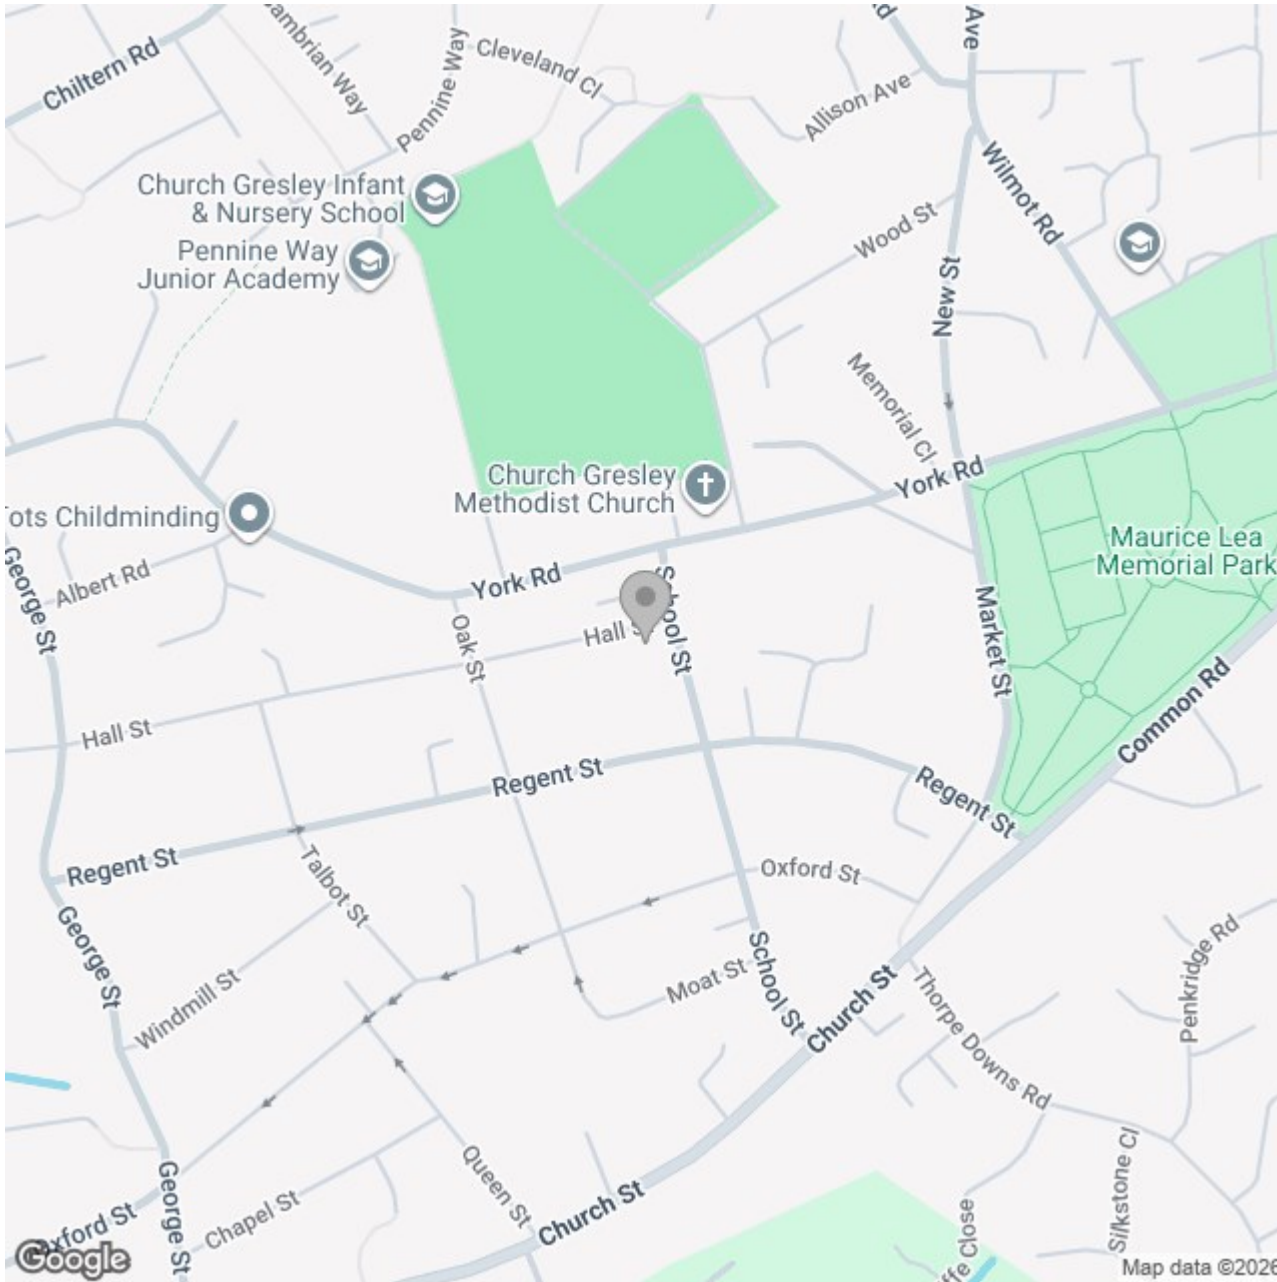 Chiltern Rd
Cambrian Way
Pennine Way
Cleveland Cl
Allison Ave
Ave
Church Gresley Infant
& Nursery School
Pennine Way
Junior Academy
Wood St
Wilmot Rd
New St
Memorial Cl
Church Gresley
Methodist Church
York Rd
Tots Childminding
Maurice Lea
Memorial Park
George St
Albert Rd
York Rd
School St
Hall St
Oak St
Market St
Common Rd
Hall St
Regent St
Regent St
Regent St
Talbot St
Oxford St
George St
Windmill St
School St
Moat St
Church St
Thorpe Downs Rd
Penkridge Rd
Queen St
Silkstone Cl
George St
Chapel St
Oxford St
Church St
ffe Close
Google
Map data ©2026